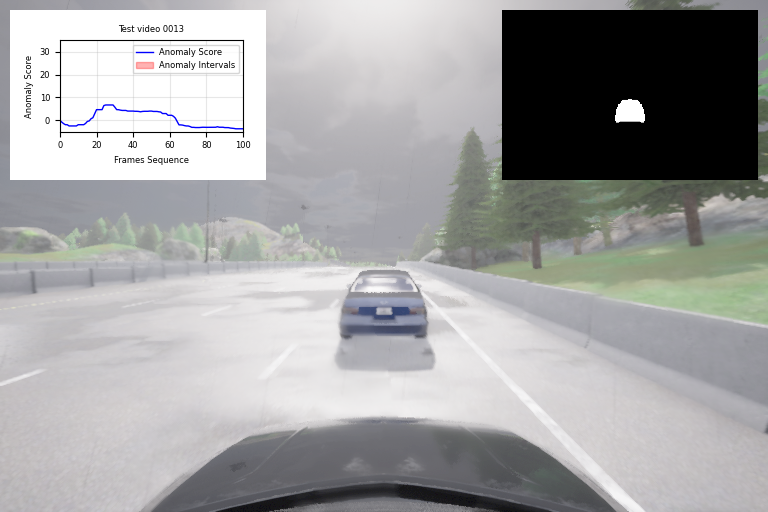 Test video 0013
Anomaly Score
Anomaly Intervals
Anomaly Score
30
20
10
0
0 20 40 60 80 100
Frames Sequence